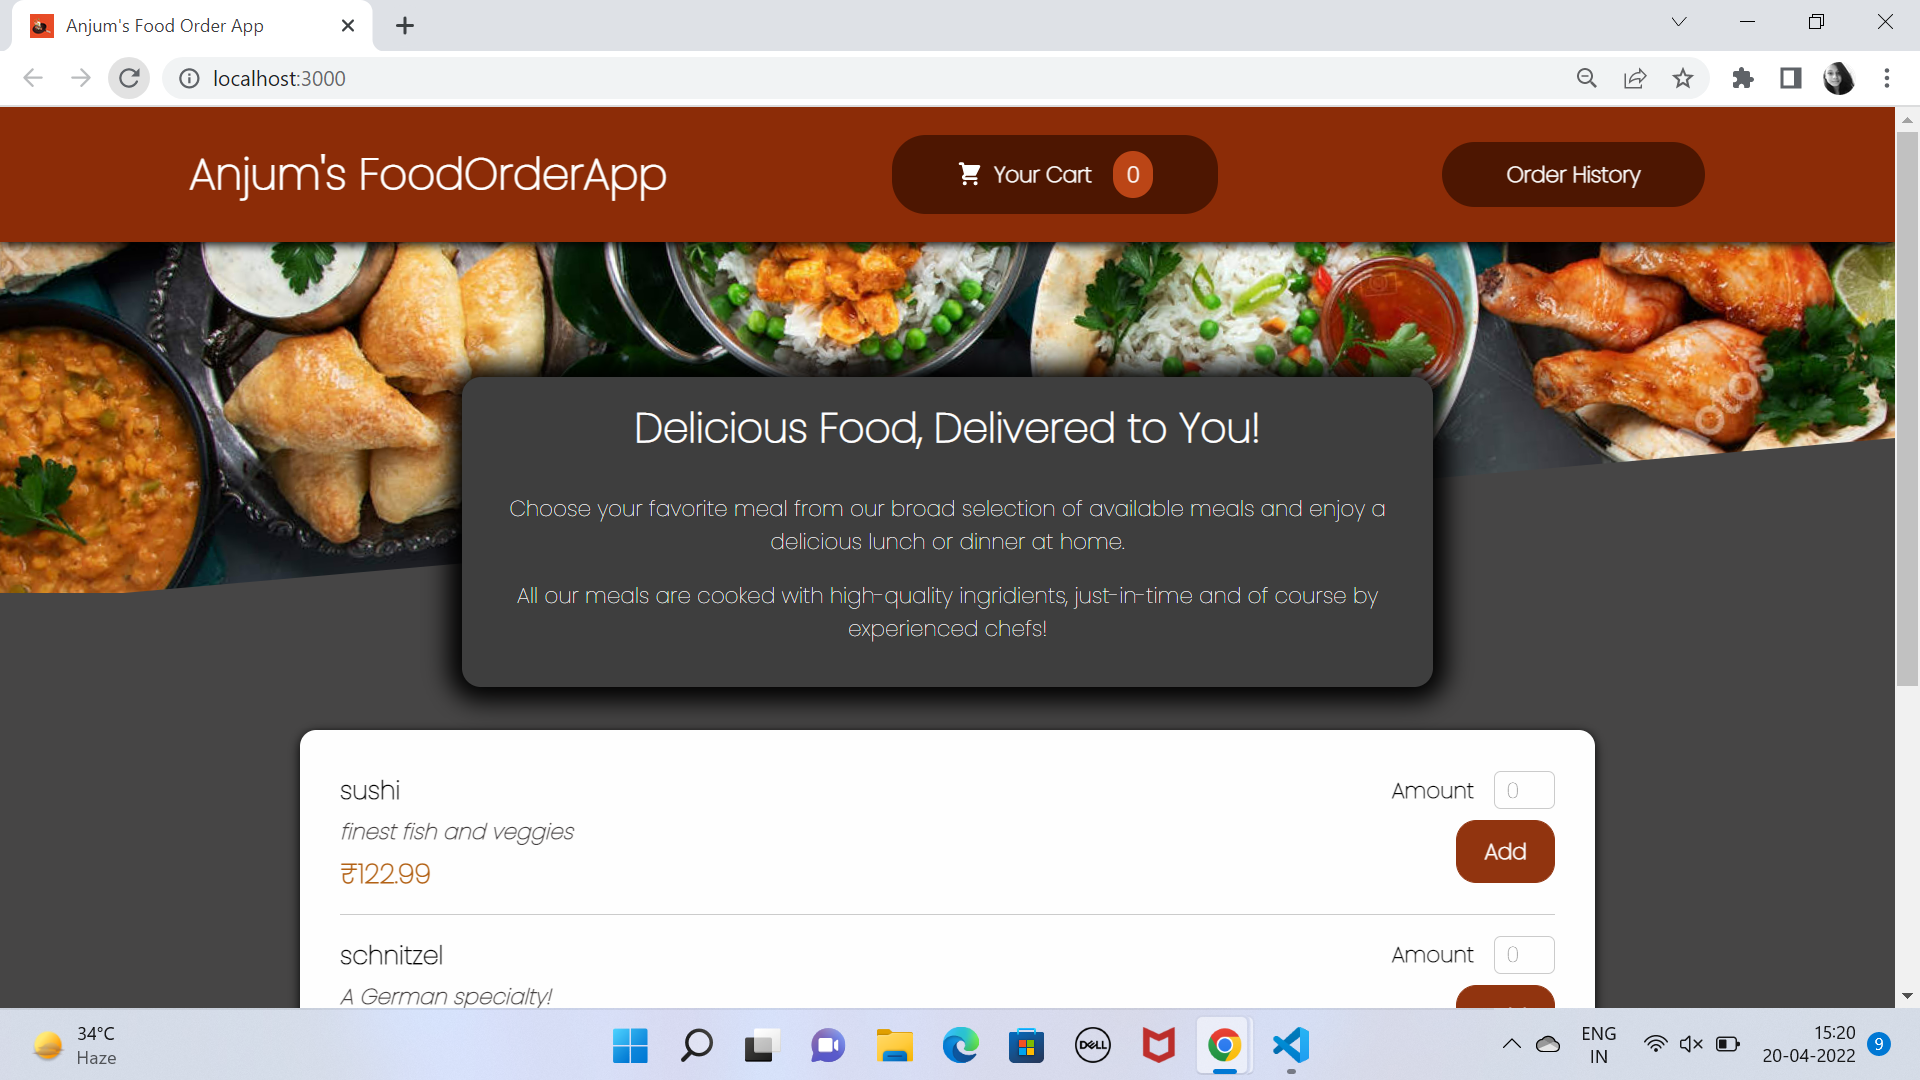 Anjum's Food Order App
localhost:3000
Anjum's FoodOrderApp
Your Cart 0
Order History
otos
Delicious Food, Delivered to You!
Choose your favorite meal from our broad selection of available meals and enjoy a
delicious lunch or dinner at home.
All our meals are cooked with high-quality ingridients, just-in-time and of course by
experienced chefs!
sushi
Amount 0
finest fish and veggies
Add
₹122.99
schnitzel
Amount 0
A German specialty!
34°C
Haze
DELL
ENG
IN
15:20
20-04-2022
9